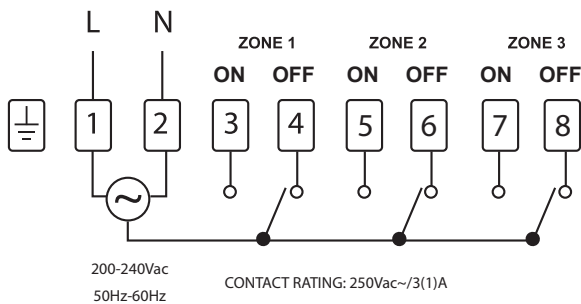 L N
ZONE 1 ZONE 2 ZONE 3
ON OFF ON OFF ON OFF
1 2 3 4 5 6 7 8
~
200-240Vac
50Hz-60Hz
CONTACT RATING: 250Vac~/3(1)A